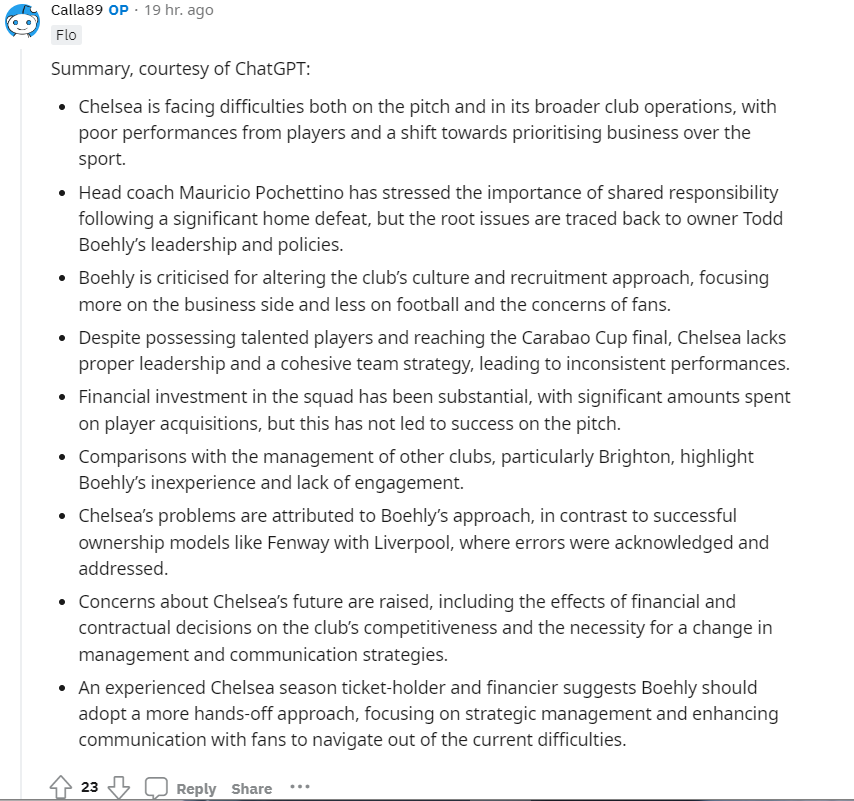 Calla89 OP · 19 hr. ago
Flo
Summary, courtesy of ChatGPT:
• Chelsea is facing difficulties both on the pitch and in its broader club operations, with
poor performances from players and a shift towards prioritising business over the
sport.
• Head coach Mauricio Pochettino has stressed the importance of shared responsibility
following a significant home defeat, but the root issues are traced back to owner Todd
Boehly’s leadership and policies.
• Boehly is criticised for altering the club’s culture and recruitment approach, focusing
more on the business side and less on football and the concerns of fans.
• Despite possessing talented players and reaching the Carabao Cup final, Chelsea lacks
proper leadership and a cohesive team strategy, leading to inconsistent performances.
• Financial investment in the squad has been substantial, with significant amounts spent
on player acquisitions, but this has not led to success on the pitch.
• Comparisons with the management of other clubs, particularly Brighton, highlight
Boehly’s inexperience and lack of engagement.
• Chelsea’s problems are attributed to Boehly’s approach, in contrast to successful
ownership models like Fenway with Liverpool, where errors were acknowledged and
addressed.
• Concerns about Chelsea’s future are raised, including the effects of financial and
contractual decisions on the club’s competitiveness and the necessity for a change in
management and communication strategies.
• An experienced Chelsea season ticket-holder and financier suggests Boehly should
adopt a more hands-off approach, focusing on strategic management and enhancing
communication with fans to navigate out of the current difficulties.
23 Reply Share ···